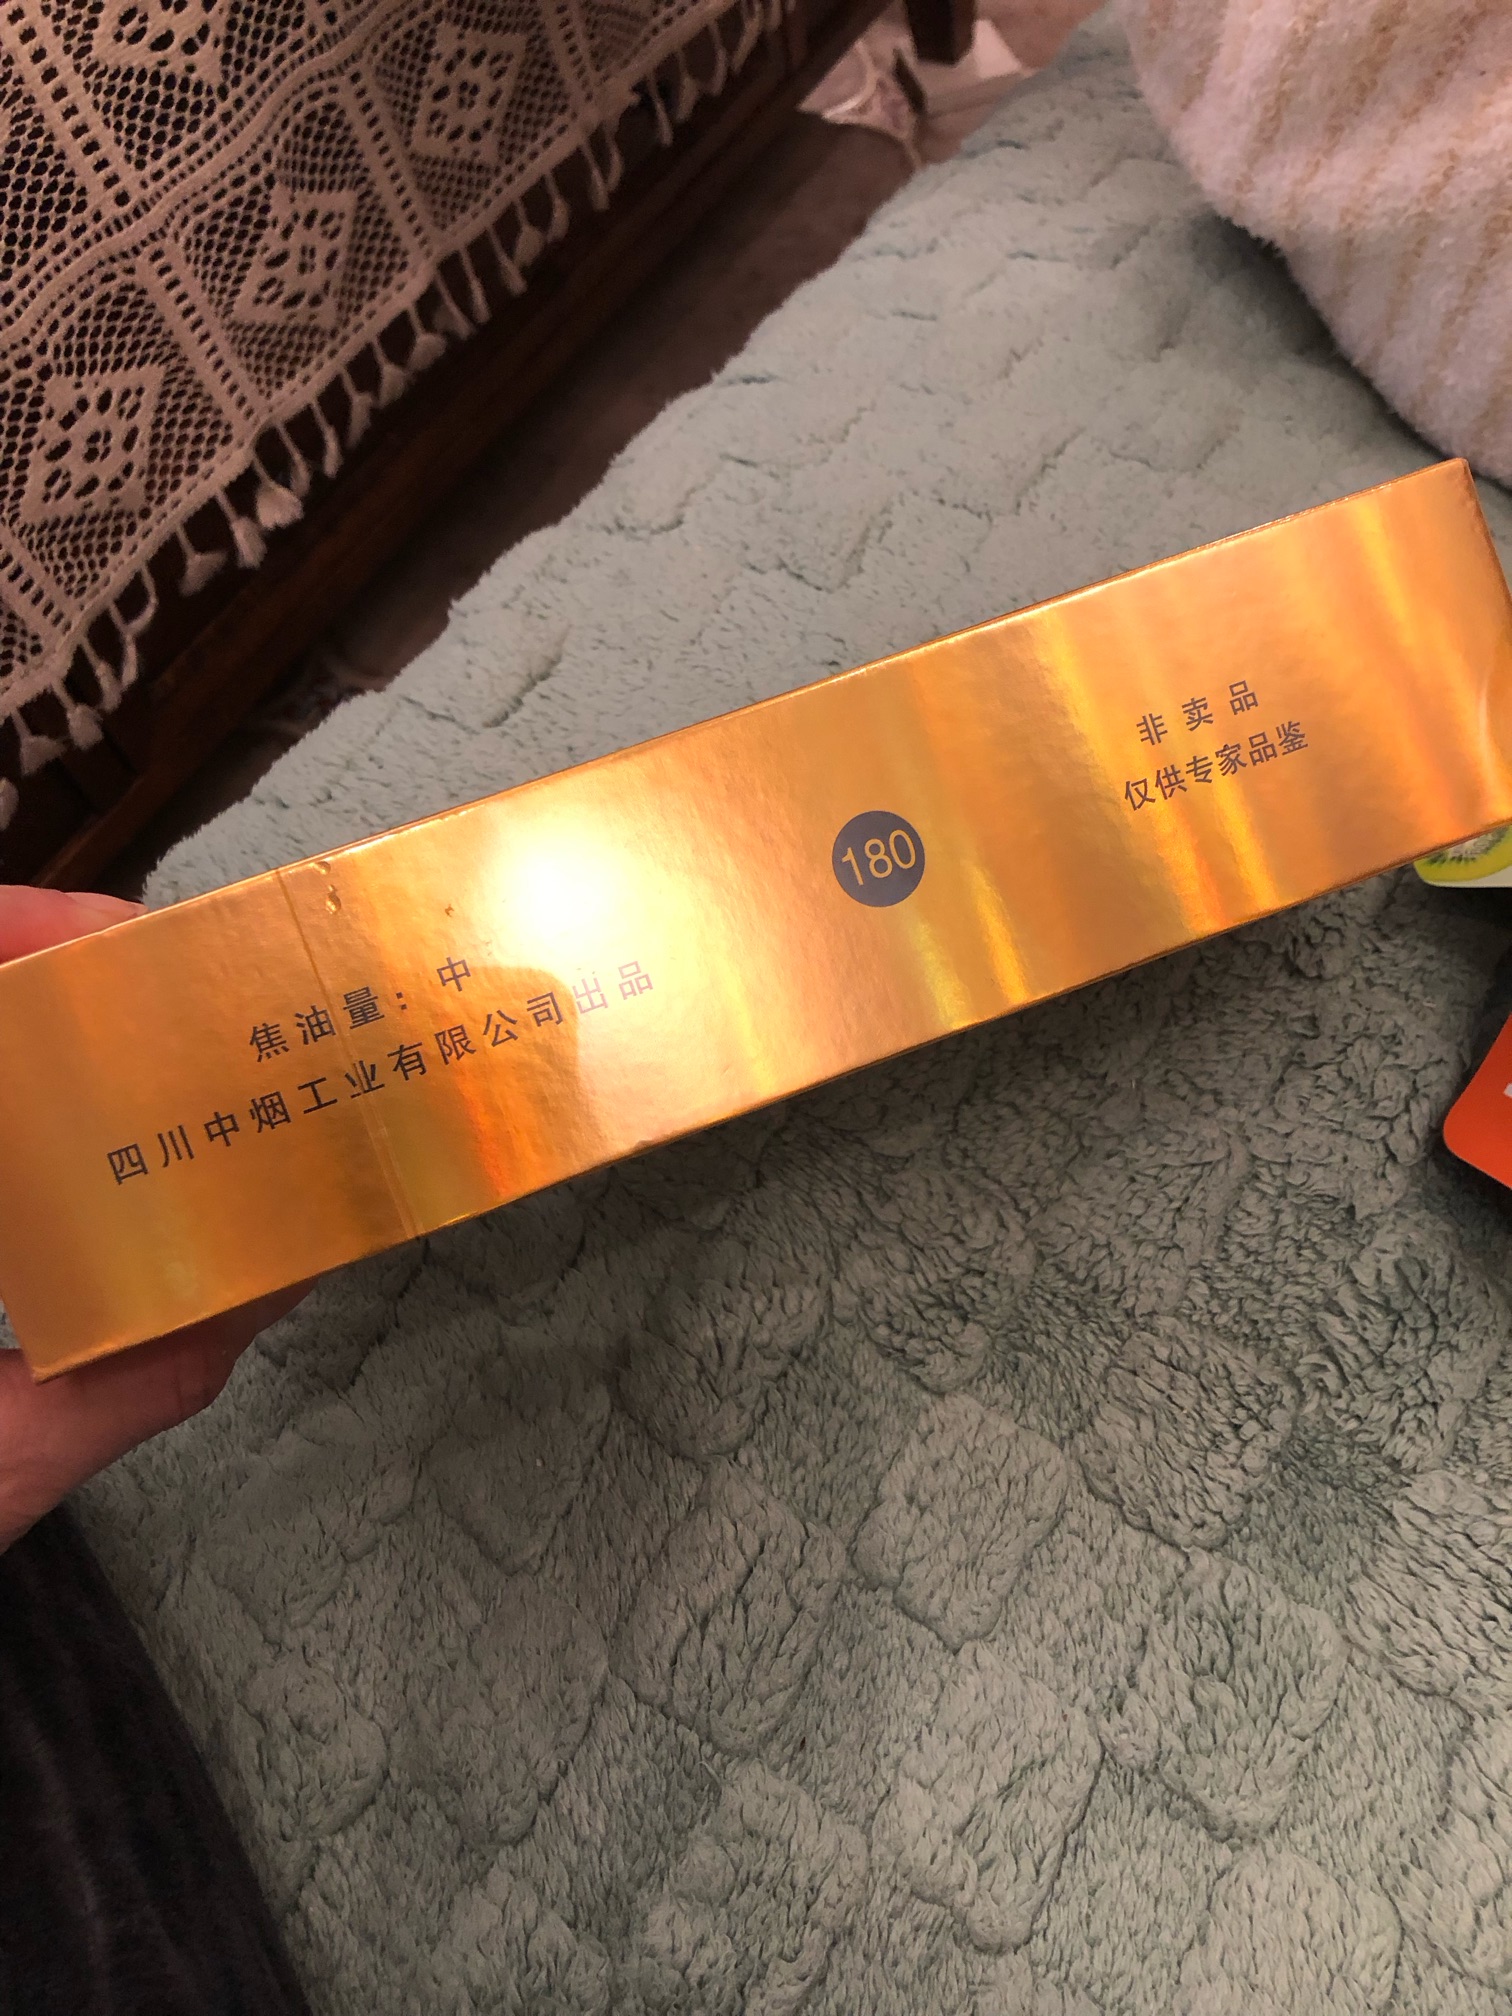 非卖品
仅供专家品鉴
180
焦油量：中
四川中烟工业有限公司出品